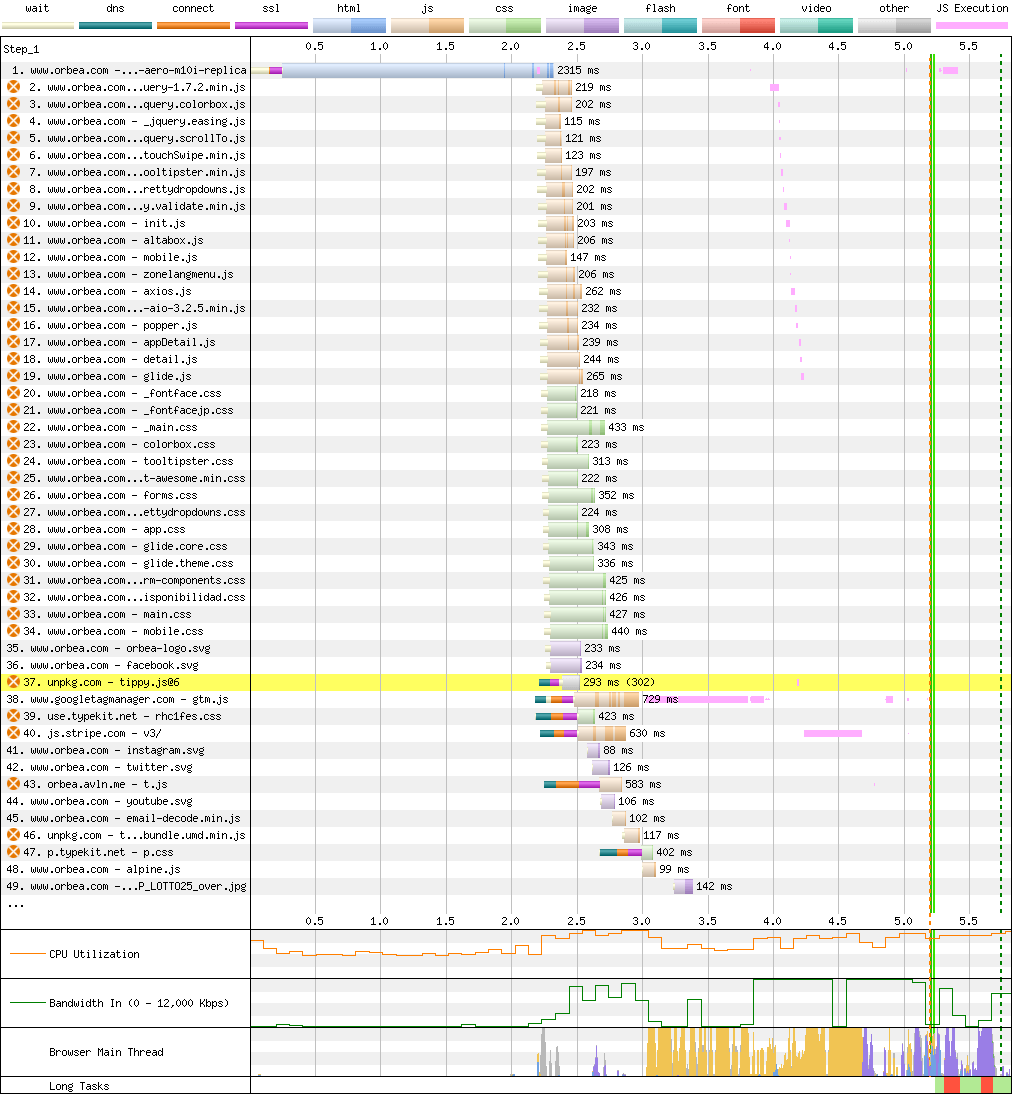 wait dns connect ssl html js css image flash font video other JS Execution
Step_1 0.5 1.0 1.5 2.0 2.5 3.0 3.5 4.0 4.5 5.0 5.5
1. www.orbea.com -...-aero-m10i-replica 2315 ms
2. www.orbea.com...uery-1.7.2.min.js 219 ms
3. www.orbea.com...query.colorbox.js 202 ms
4. www.orbea.com - _jquery.easing.js 115 ms
5. www.orbea.com...query.scrollTo.js 121 ms
6. www.orbea.com...touchSwipe.min.js 123 ms
7. www.orbea.com...ooltipster.min.js 197 ms
8. www.orbea.com...rettydropdowns.js 202 ms
9. www.orbea.com...y.validate.min.js 201 ms
10. www.orbea.com - init.js 203 ms
11. www.orbea.com - altabox.js 206 ms
12. www.orbea.com - mobile.js 147 ms
13. www.orbea.com - zonelangmenu.js 206 ms
14. www.orbea.com - axios.js 262 ms
15. www.orbea.com...-aio-3.2.5.min.js 232 ms
16. www.orbea.com - popper.js 234 ms
17. www.orbea.com - appDetail.js 239 ms
18. www.orbea.com - detail.js 244 ms
19. www.orbea.com - glide.js 265 ms
20. www.orbea.com - _fontface.css 218 ms
21. www.orbea.com - _fontfacejp.css 221 ms
22. www.orbea.com - _main.css 433 ms
23. www.orbea.com - colorbox.css 223 ms
24. www.orbea.com - tooltipster.css 313 ms
25. www.orbea.com...t-awesome.min.css 222 ms
26. www.orbea.com - forms.css 352 ms
27. www.orbea.com...ettydropdowns.css 224 ms
28. www.orbea.com - app.css 308 ms
29. www.orbea.com - glide.core.css 343 ms
30. www.orbea.com - glide.theme.css 336 ms
31. www.orbea.com...rm-components.css 425 ms
32. www.orbea.com...isponibilidad.css 426 ms
33. www.orbea.com - main.css 427 ms
34. www.orbea.com - mobile.css 440 ms
35. www.orbea.com - orbea-logo.svg 233 ms
36. www.orbea.com - facebook.svg 234 ms
37. unpkg.com - tippy.js@6 293 ms (302)
38. www.googletagmanager.com - gtm.js 729 ms
39. use.typekit.net - rhc1fes.css 423 ms
40. js.stripe.com - v3/ 630 ms
41. www.orbea.com - instagram.svg 88 ms
42. www.orbea.com - twitter.svg 126 ms
43. orbea.avln.me - t.js 583 ms
44. www.orbea.com - youtube.svg 106 ms
45. www.orbea.com - email-decode.min.js 102 ms
46. unpkg.com - t...bundle.umd.min.js 117 ms
47. p.typekit.net - p.css 402 ms
48. www.orbea.com - alpine.js 99 ms
49. www.orbea.com -...P_LOTTO25_over.jpg 142 ms
...
0.5 1.0 1.5 2.0 2.5 3.0 3.5 4.0 4.5 5.0 5.5
CPU Utilization
Bandwidth In (0 - 12,000 Kbps)
Browser Main Thread
Long Tasks